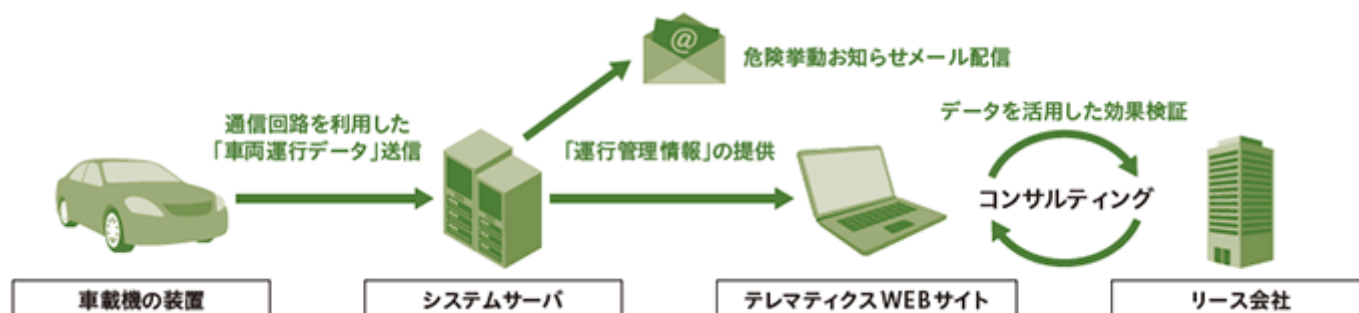 @
危険挙動お知らせメール配信
通信回路を利用した
「車両運行データ」送信
「運行管理情報」の提供
データを活用した効果検証
コンサルティング
車載機の装置
システムサーバ
テレマティクスWEBサイト
リース会社